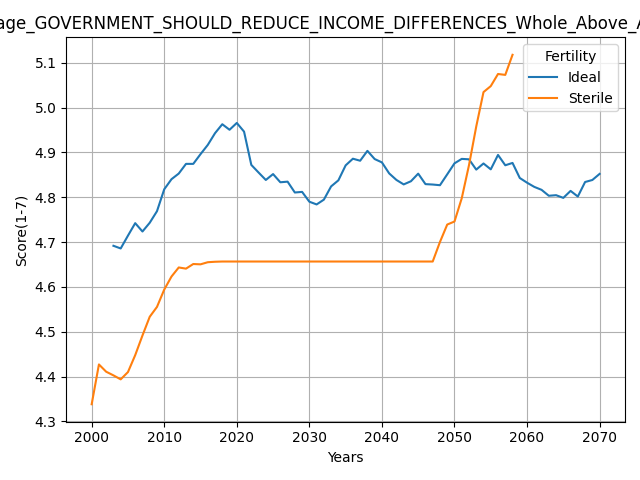 age_GOVERNMENT_SHOULD_REDUCE_INCOME_DIFFERENCES_Whole_Above_A
Fertility
Ideal
Sterile
Score(1-7)
5.1
5.0
4.9
4.8
4.7
4.6
4.5
4.4
4.3
2000 2010 2020 2030 2040 2050 2060 2070
Years